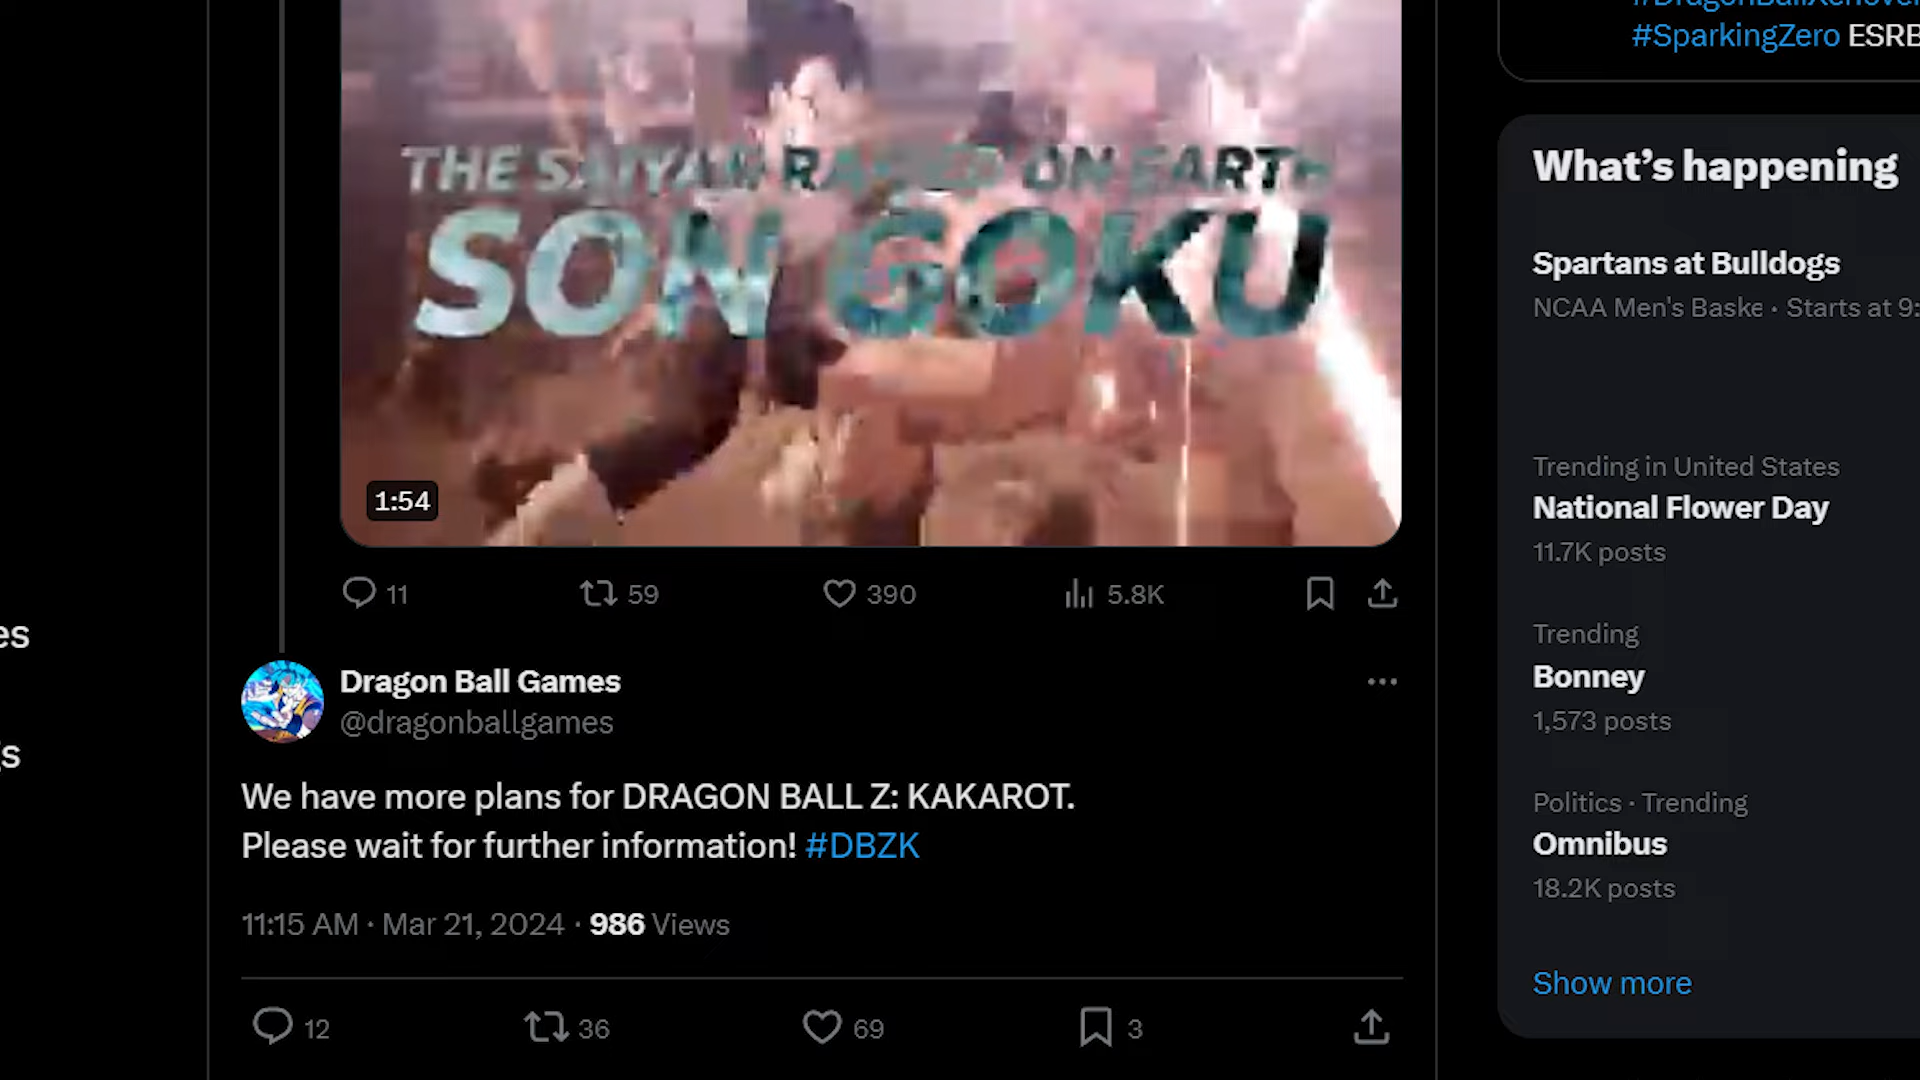 #SparkingZero ESRB
THE SAIYAN RAISED ON EARTH
SON GOKU
1:54
11
59
390
5.8K
Dragon Ball Games
@dragonballgames
We have more plans for DRAGON BALL Z: KAKAROT.
Please wait for further information! #DBZK
11:15 AM · Mar 21, 2024 · 986 Views
12
36
69
3
What's happening
Spartans at Bulldogs
NCAA Men's Baske · Starts at 9:
Trending in United States
National Flower Day
11.7K posts
Trending
Bonney
1,573 posts
Politics · Trending
Omnibus
18.2K posts
Show more
es